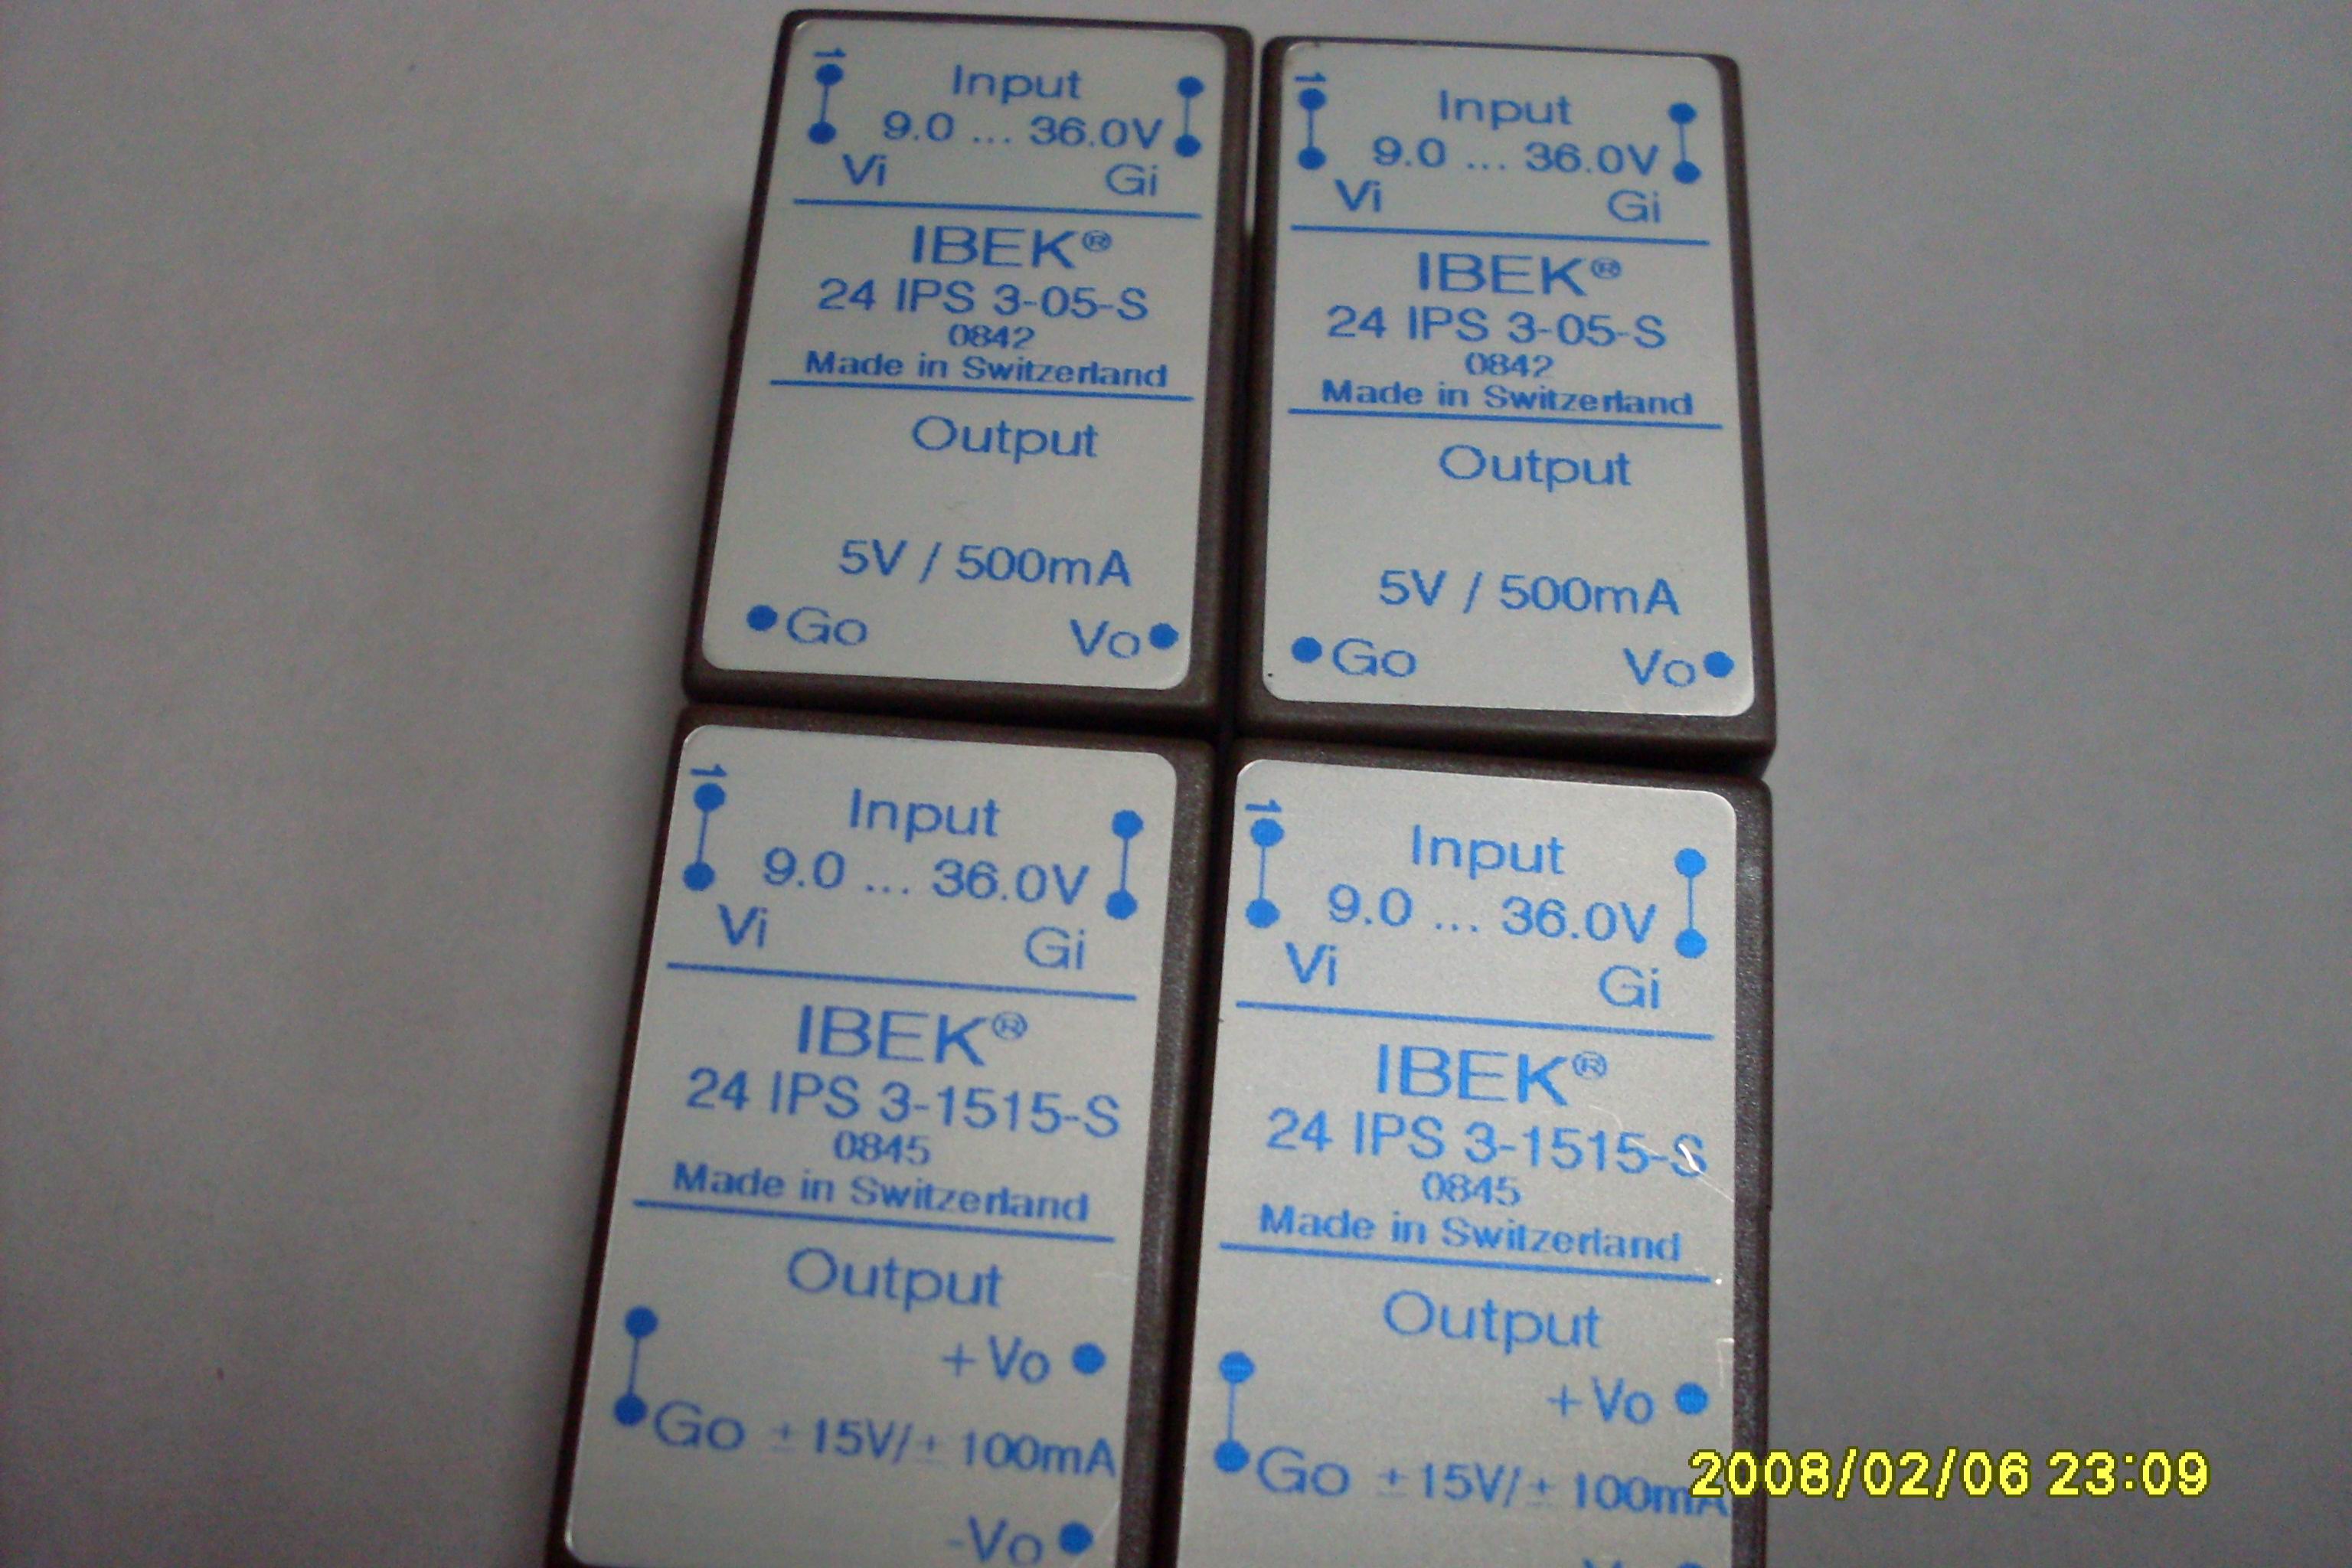 1
Input
9.0 ... 36.0V
Vi Gi
IBEK®
24 IPS 3-05-S
0842
Made in Switzerland
Output
5V / 500mA
Go Vo
1
Input
9.0 ... 36.0V
Vi Gi
IBEK®
24 IPS 3-05-S
0842
Made in Switzerland
Output
5V / 500mA
Go Vo
1
Input
9.0 ... 36.0V
Vi Gi
IBEK®
24 IPS 3-1515-S
0845
Made in Switzerland
Output
+Vo
Go ±15V/± 100mA
-Vo
1
Input
9.0 ... 36.0V
Vi Gi
IBEK®
24 IPS 3-1515-S
0845
Made in Switzerland
Output
+Vo
Go ±15V/± 100mA
2008/02/06 23:09